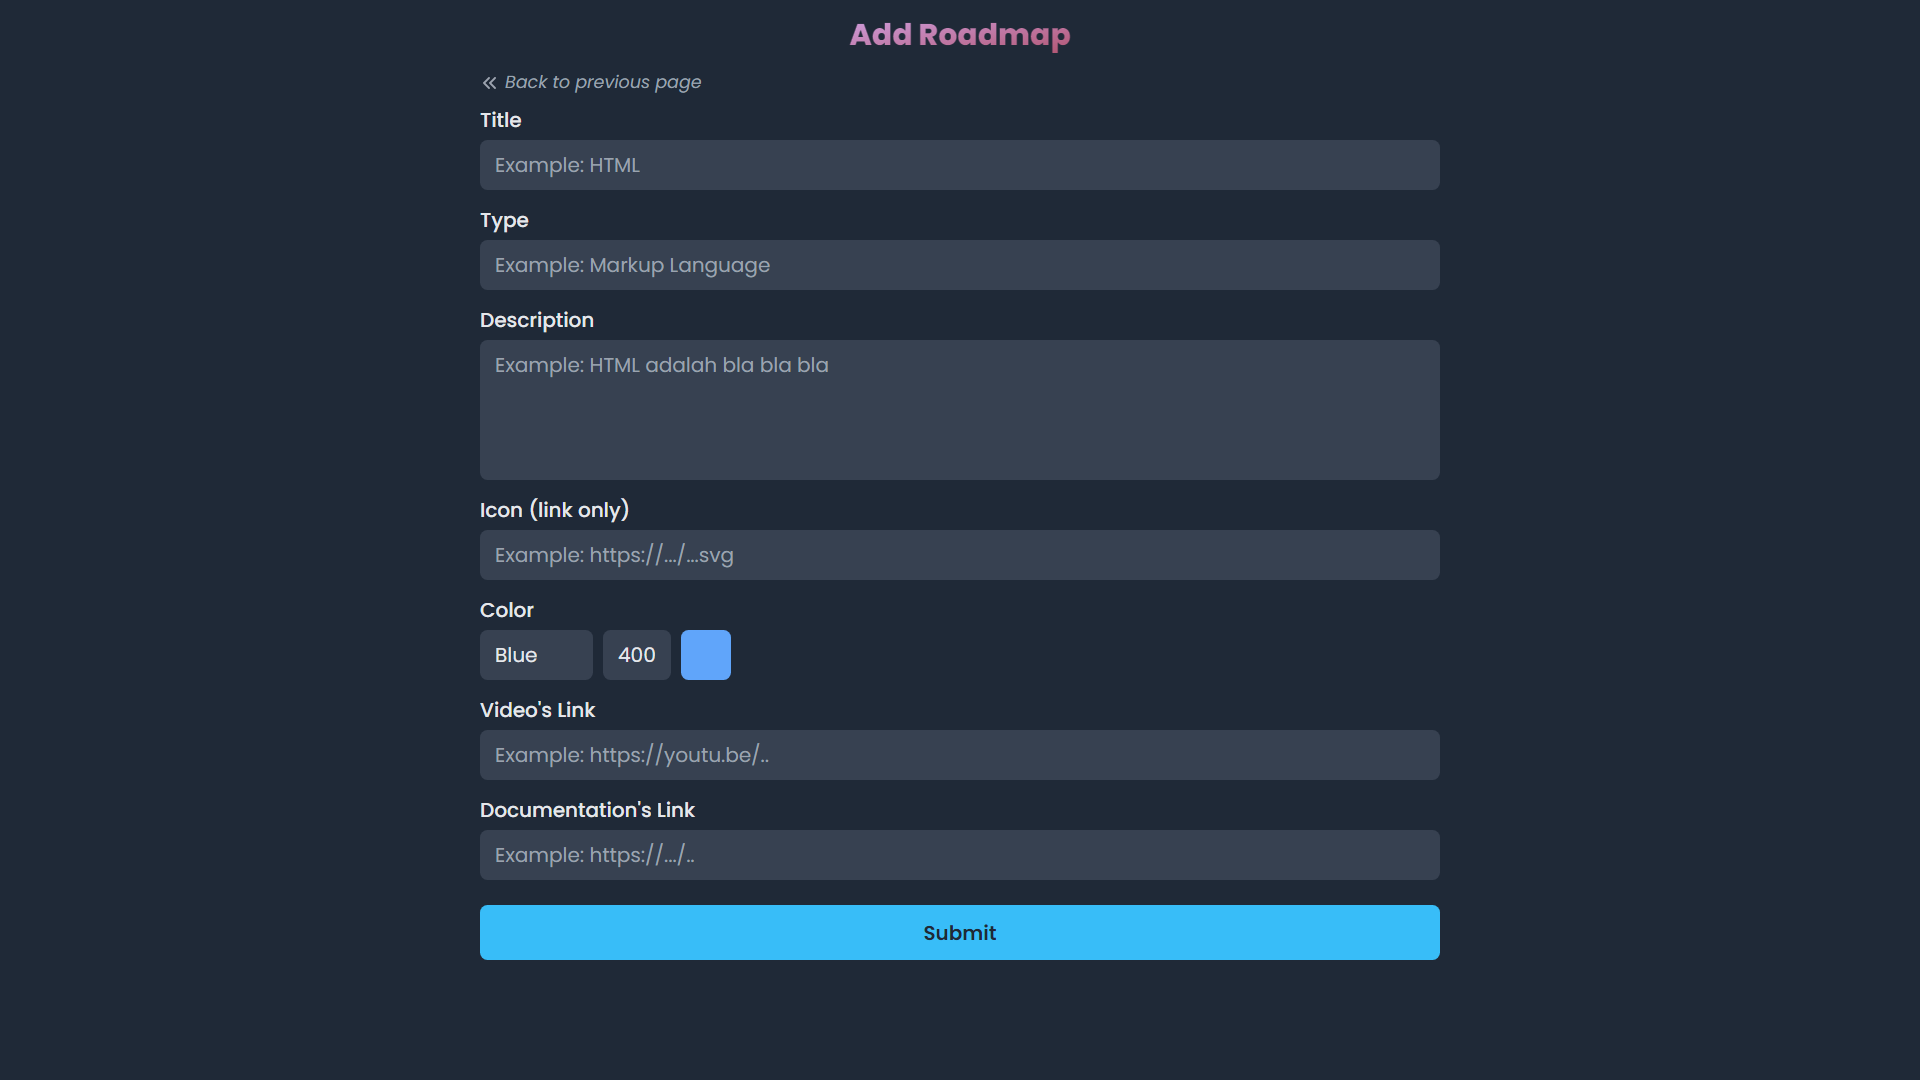 Add Roadmap
Back to previous page
Title
Example: HTML
Type
Example: Markup Language
Description
Example: HTML adalah bla bla bla
Icon (link only)
Example: https://.../...svg
Color
Blue 400
Video's Link
Example: https://youtu.be/..
Documentation's Link
Example: https://.../..
Submit